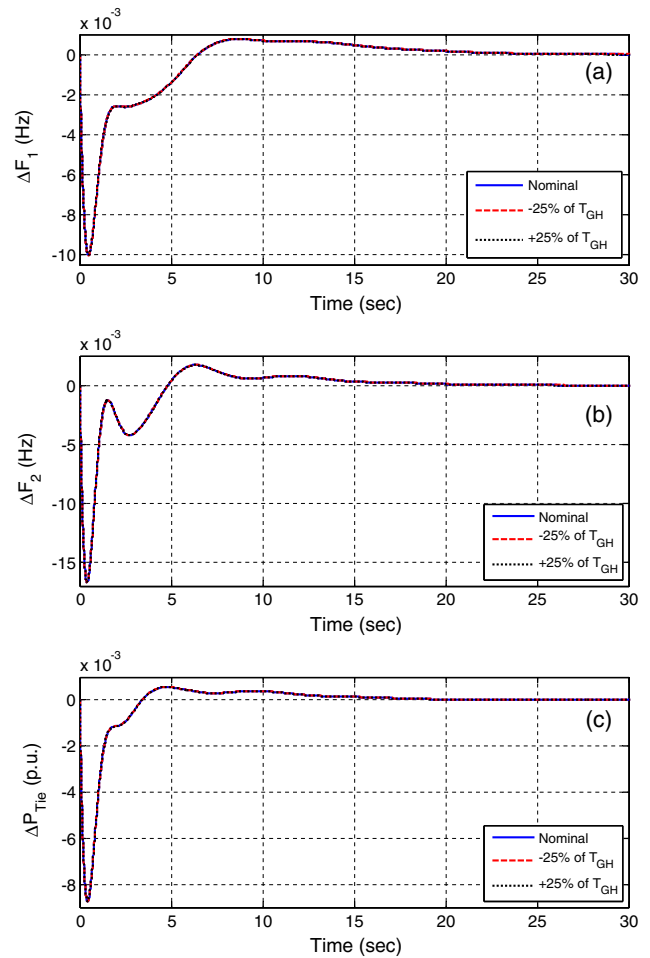 x 10⁻³
0
-2
-4
-6
-8
-10
ΔF₁ (Hz)
(a)
Nominal
-25% of T_GH
+25% of T_GH
0 5 10 15 20 25 30
Time (sec)
x 10⁻³
0
-5
-10
-15
ΔF₂ (Hz)
(b)
Nominal
-25% of T_GH
+25% of T_GH
0 5 10 15 20 25 30
Time (sec)
x 10⁻³
0
-2
-4
-6
-8
ΔP_Tie (p.u.)
(c)
Nominal
-25% of T_GH
+25% of T_GH
0 5 10 15 20 25 30
Time (sec)